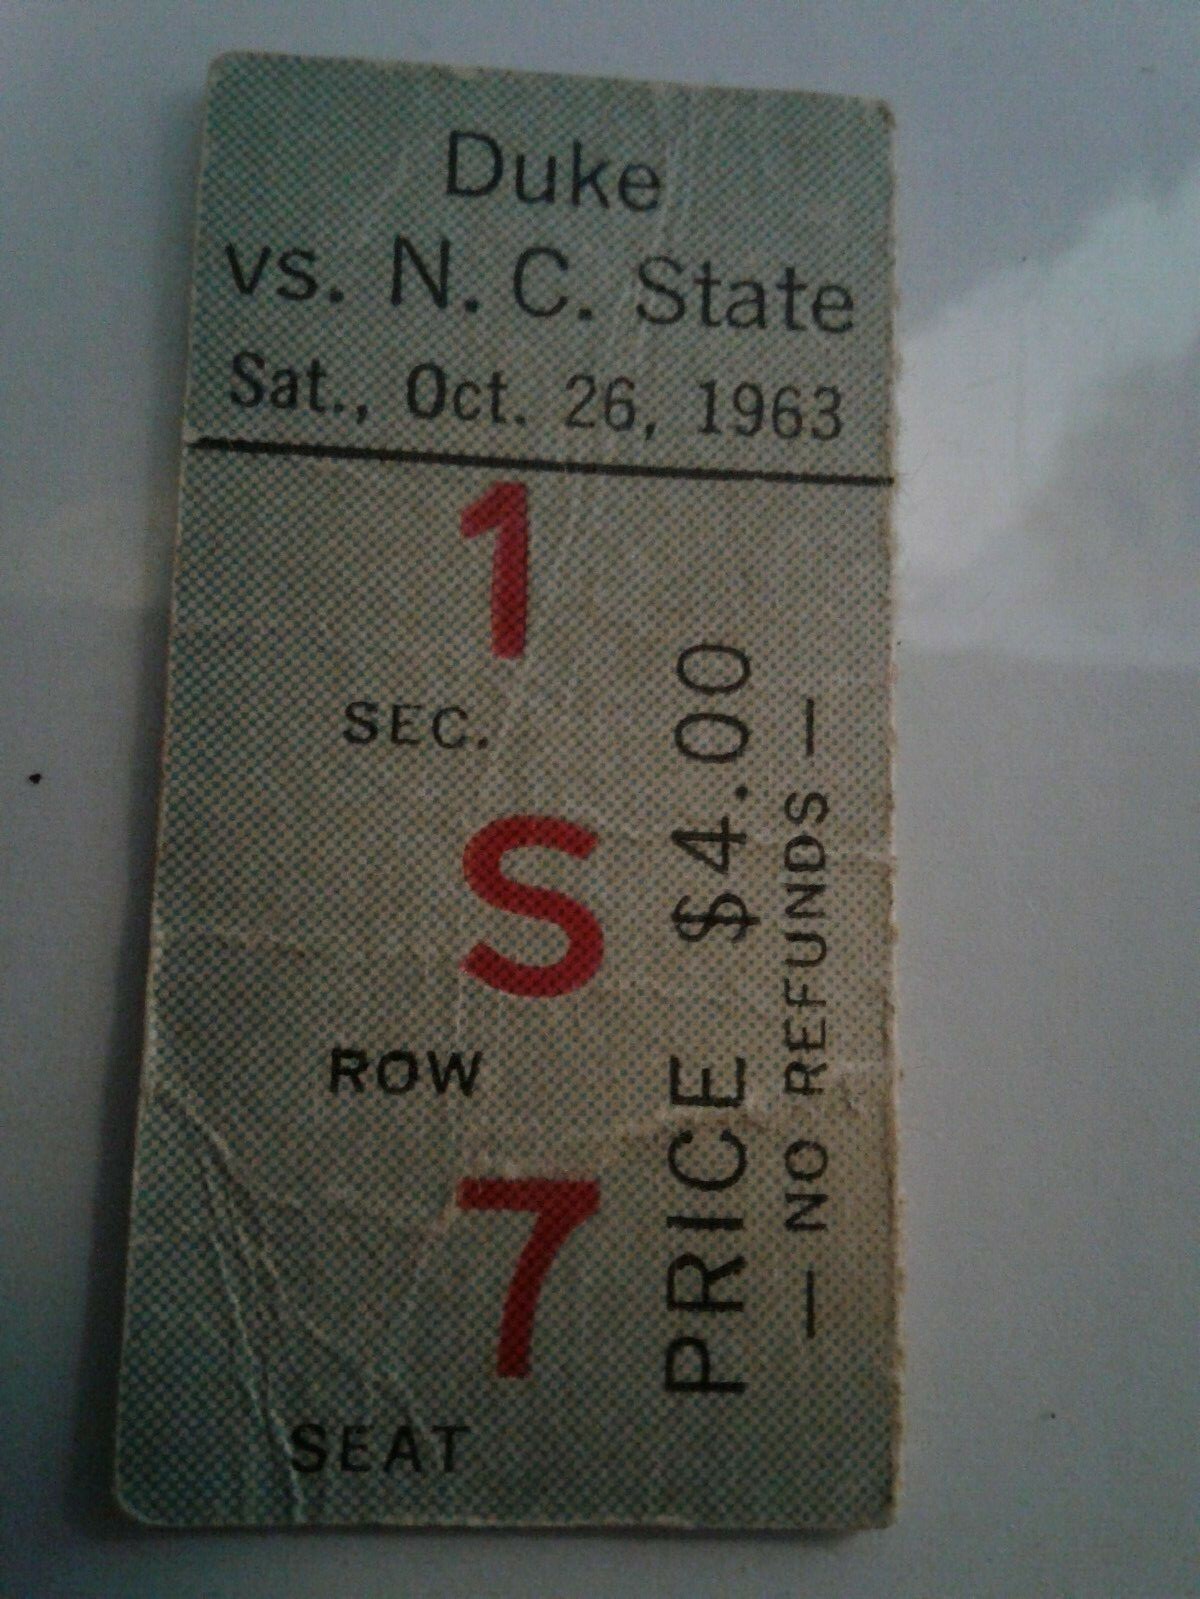 Duke
vs. N. C. State
Sat., Oct. 26, 1963
1
SEC.
S
ROW
7
SEAT
PRICE $4.00
— NO REFUNDS —